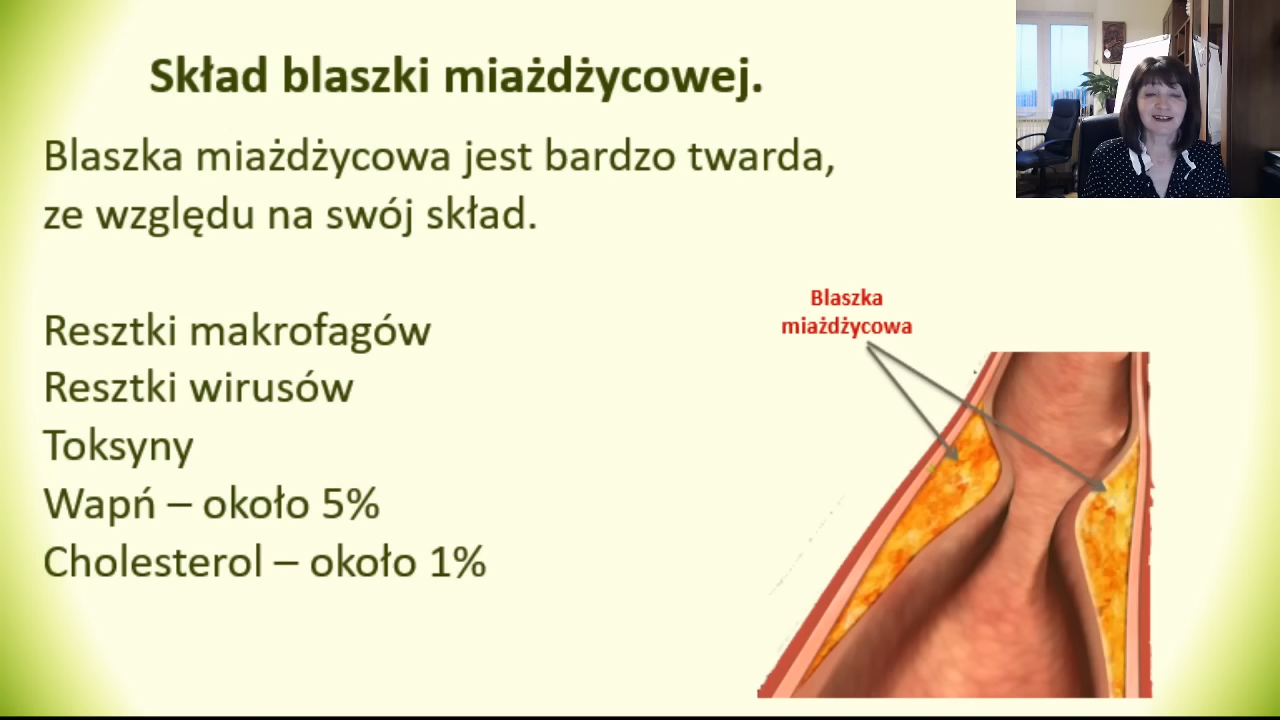 Skład blaszki miażdżycowej.
Blaszka miażdżycowa jest bardzo twarda,
ze względu na swój skład.
Resztki makrofagów
Resztki wirusów
Toksyny
Wapń – około 5%
Cholesterol – około 1%
Blaszka
miażdżycowa